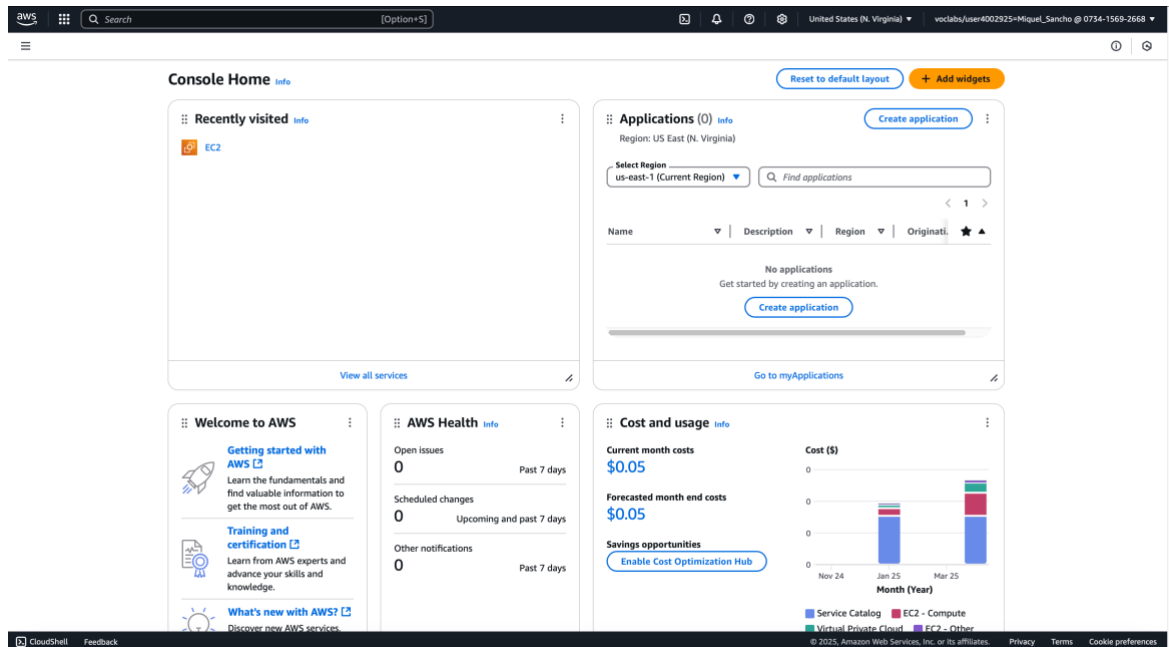 aws
Search [Option+S]
United States (N. Virginia) ▼ voclabs/user4002925=Miquel_Sancho @ 0734-1569-2668 ▼
Console Home Info
Reset to default layout
+ Add widgets
Recently visited Info
EC2
View all services
Applications (0) Info
Create application
Region: US East (N. Virginia)
Select Region
us-east-1 (Current Region) ▼
Find applications
1
Name Description Region Originati.
No applications
Get started by creating an application.
Create application
Go to myApplications
Welcome to AWS
Getting started with
AWS
Learn the fundamentals and
find valuable information to
get the most out of AWS.
Training and
certification
Learn from AWS experts and
advance your skills and
knowledge.
What's new with AWS?
Discover new AWS services,
AWS Health Info
Open issues
0 Past 7 days
Scheduled changes
0 Upcoming and past 7 days
Other notifications
0 Past 7 days
Cost and usage Info
Current month costs
$0.05
Forecasted month end costs
$0.05
Savings opportunities
Enable Cost Optimization Hub
Cost ($)
0
0
0
0
Nov 24 Jan 25 Mar 25
Month (Year)
Service Catalog EC2 - Compute
Virtual Private Cloud EC2 - Other
CloudShell Feedback
© 2025, Amazon Web Services, Inc. or its affiliates. Privacy Terms Cookie preferences